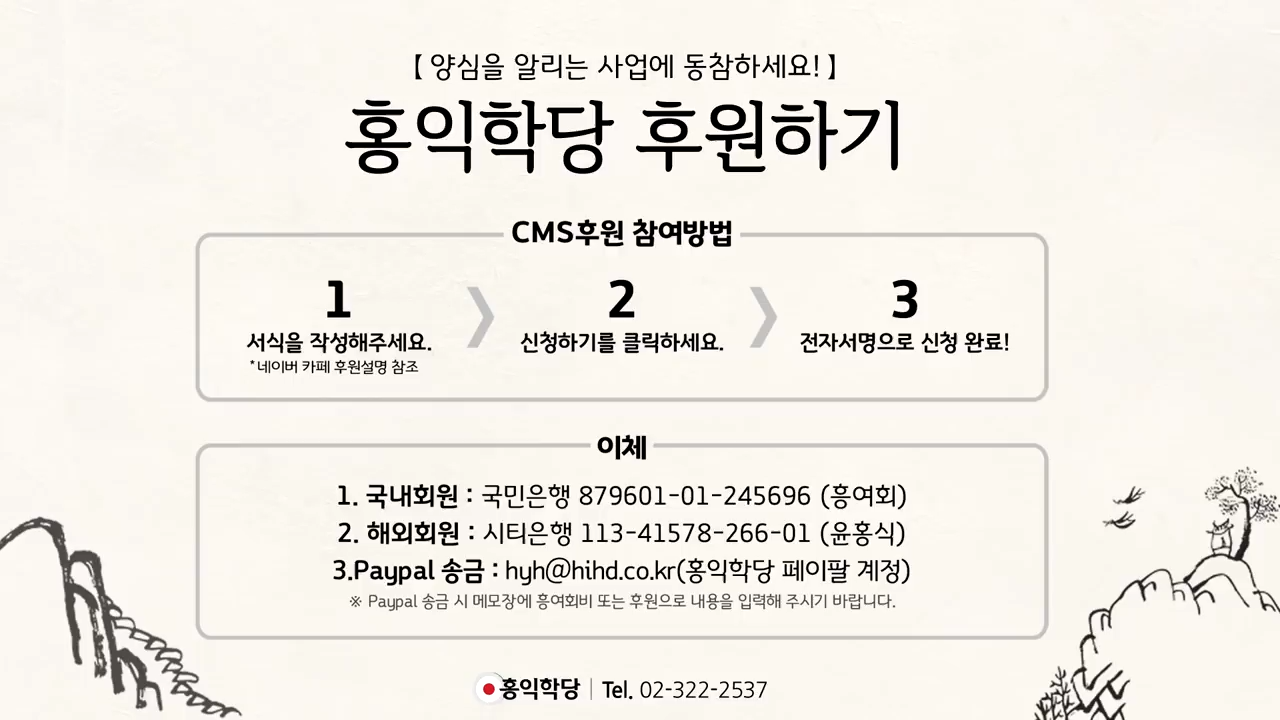 【 양심을 알리는 사업에 동참하세요! 】
홍익학당 후원하기
CMS후원 참여방법
1
서식을 작성해주세요.
*네이버 카페 후원설명 참조
2
신청하기를 클릭하세요.
3
전자서명으로 신청 완료!
이체
1. 국내회원 : 국민은행 879601-01-245696 (흥여회)
2. 해외회원 : 시티은행 113-41578-266-01 (윤홍식)
3.Paypal 송금 : hyh@hihd.co.kr(홍익학당 페이팔 계정)
※ Paypal 송금 시 메모장에 흥여회비 또는 후원으로 내용을 입력해 주시기 바랍니다.
홍익학당 | Tel. 02-322-2537